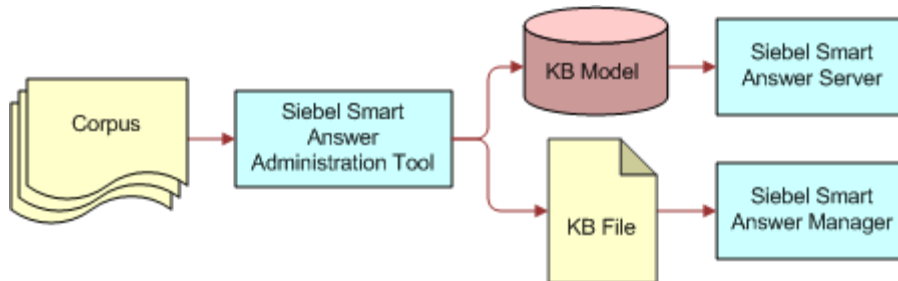 Corpus
Siebel Smart
Answer
Administration Tool
KB Model
Siebel Smart
Answer Server
KB File
Siebel Smart
Answer Manager